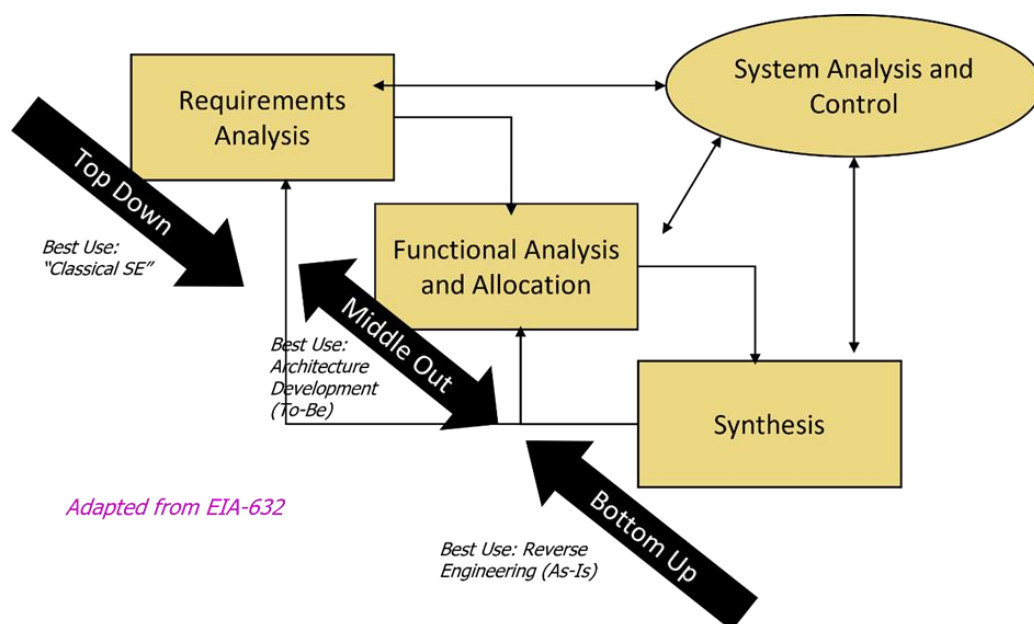 Requirements
Analysis
System Analysis and
Control
Top Down
Best Use:
“Classical SE”
Functional Analysis
and Allocation
Middle Out
Best Use:
Architecture
Development
(To-Be)
Synthesis
Adapted from EIA-632
Bottom Up
Best Use: Reverse
Engineering (As-Is)